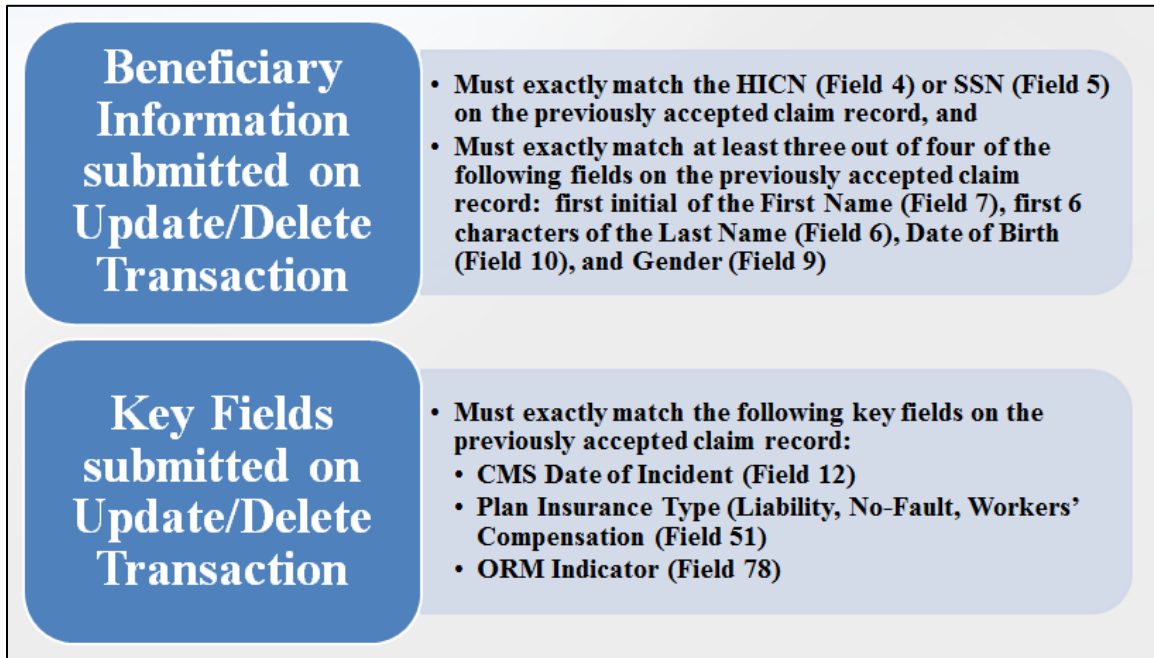 Beneficiary
Information
submitted on
Update/Delete
Transaction
• Must exactly match the HICN (Field 4) or SSN (Field 5)
on the previously accepted claim record, and
• Must exactly match at least three out of four of the
following fields on the previously accepted claim
record: first initial of the First Name (Field 7), first 6
characters of the Last Name (Field 6), Date of Birth
(Field 10), and Gender (Field 9)
Key Fields
submitted on
Update/Delete
Transaction
• Must exactly match the following key fields on the
previously accepted claim record:
• CMS Date of Incident (Field 12)
• Plan Insurance Type (Liability, No-Fault, Workers’
Compensation (Field 51)
• ORM Indicator (Field 78)